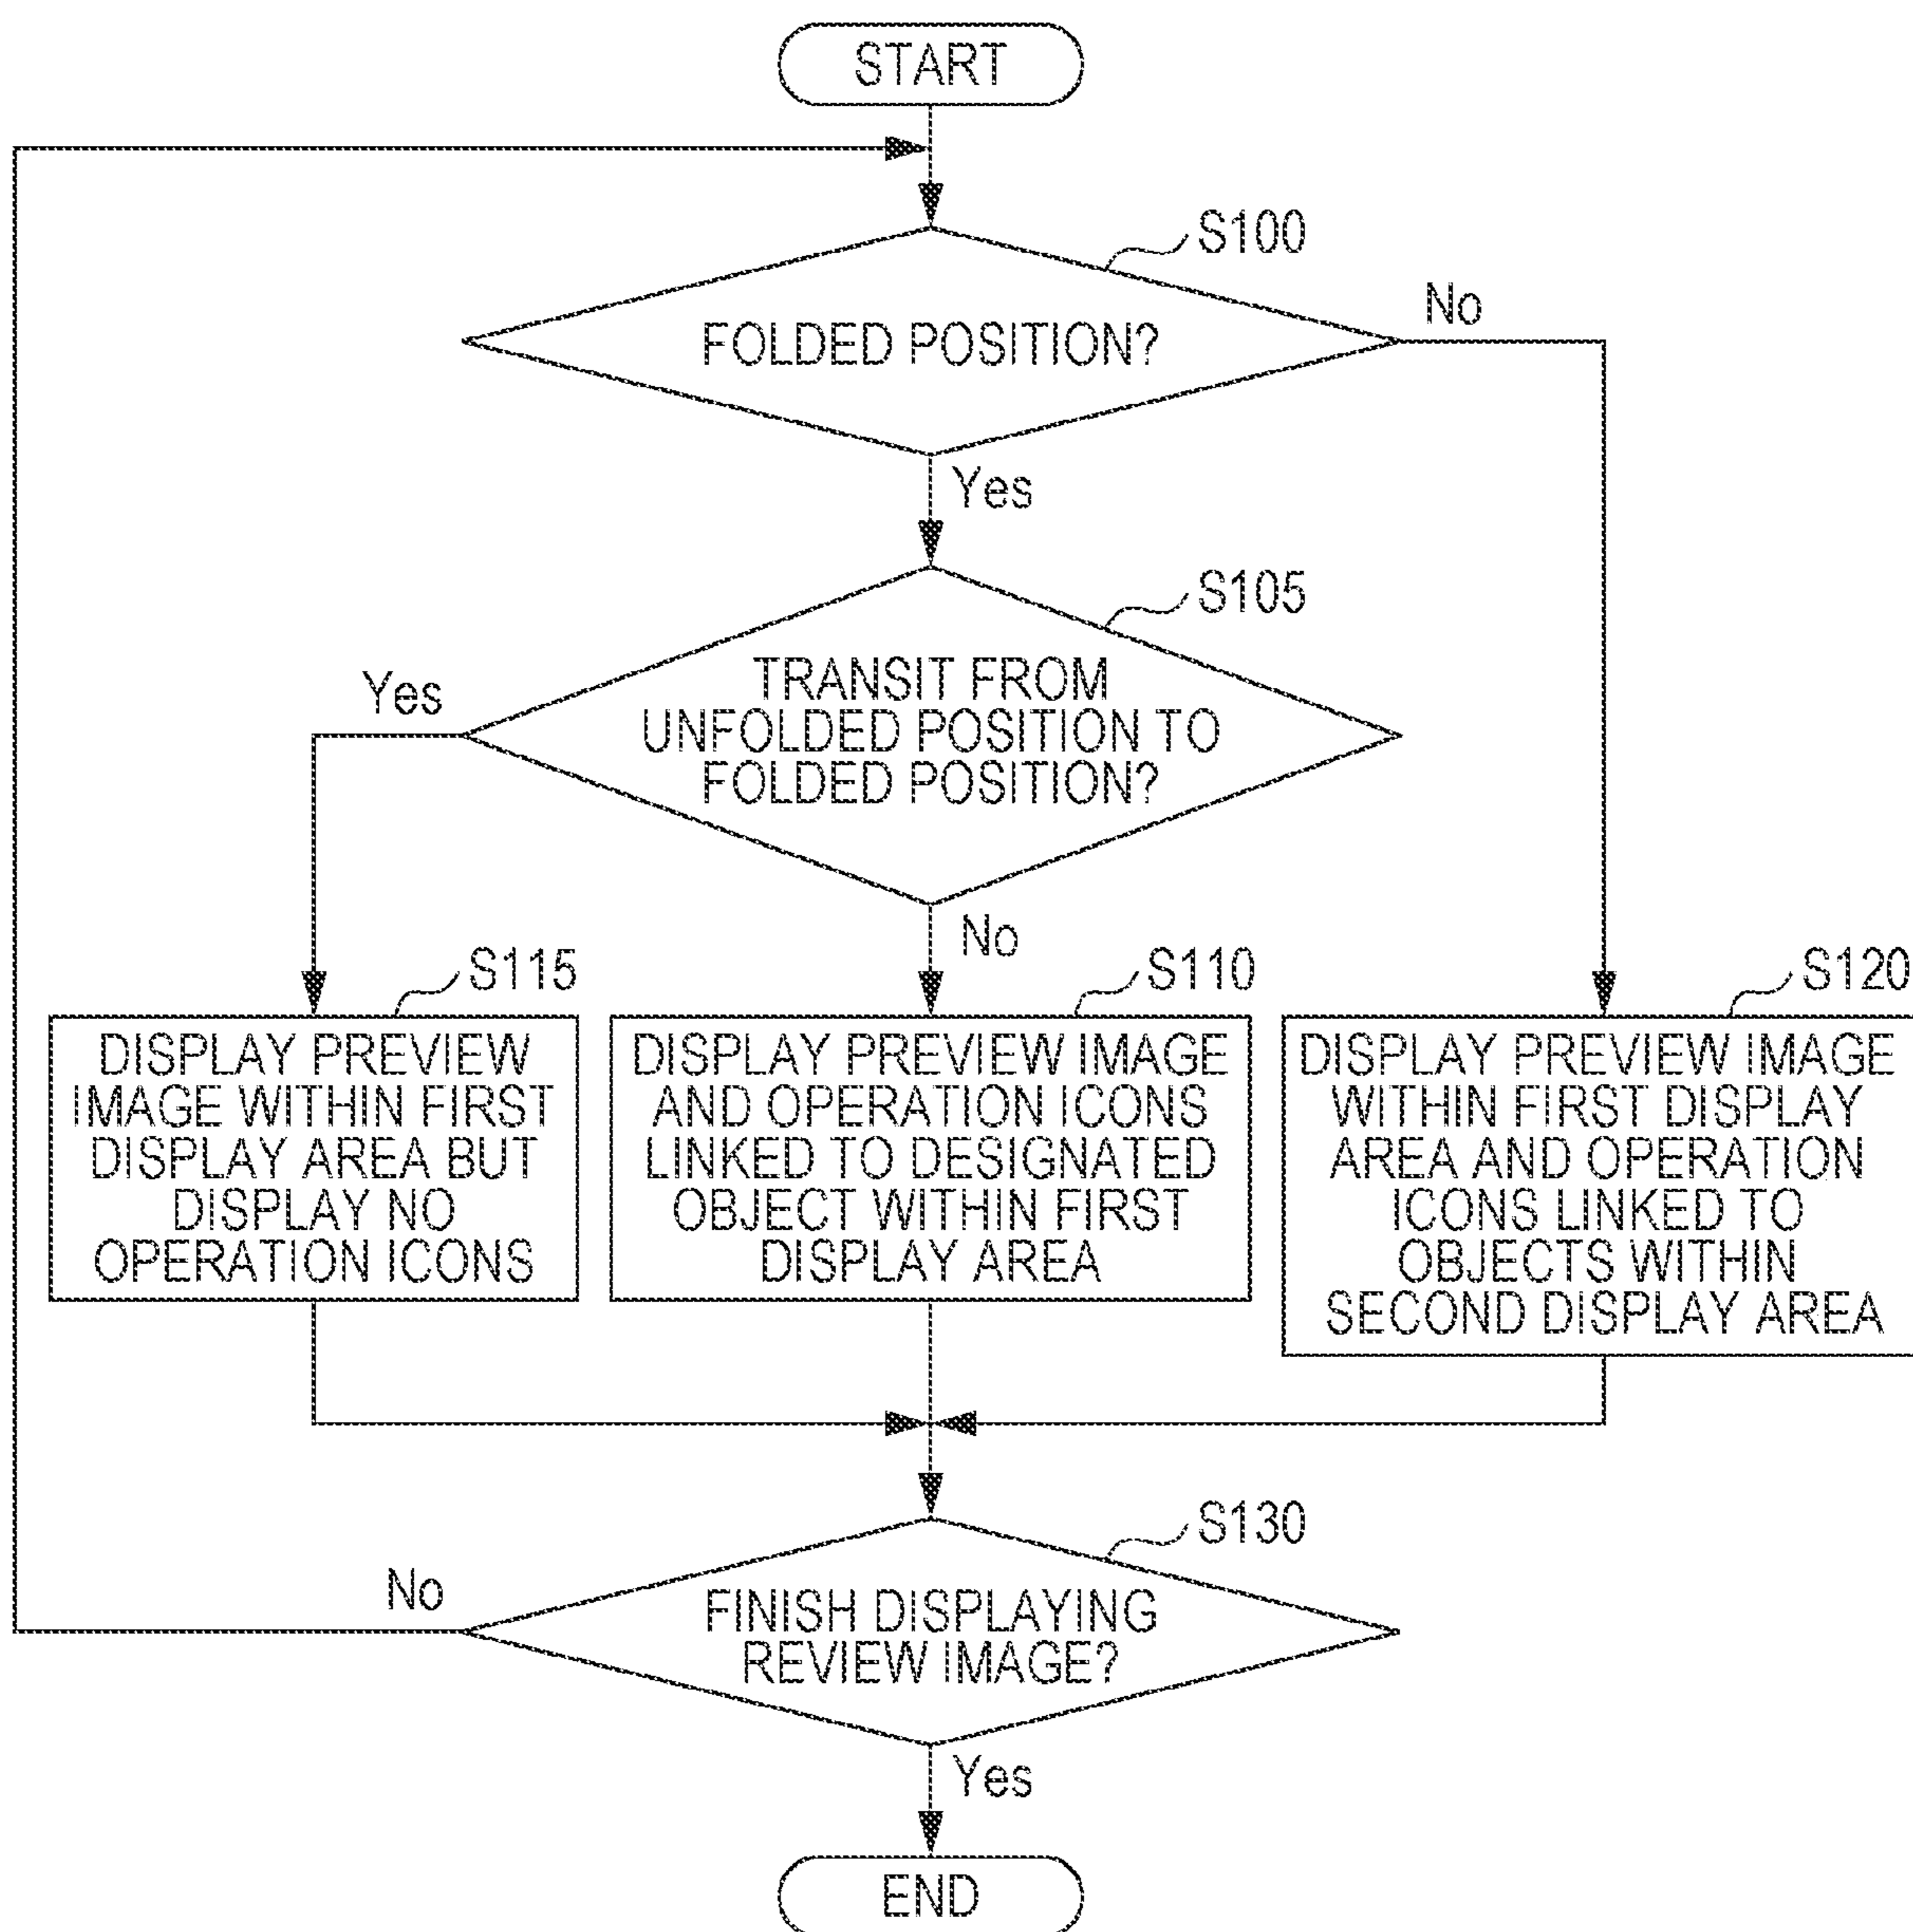 START
S100
FOLDED POSITION?
No
Yes
S105
TRANSIT FROM
UNFOLDED POSITION TO
FOLDED POSITION?
Yes
No
S115
DISPLAY PREVIEW
IMAGE WITHIN FIRST
DISPLAY AREA BUT
DISPLAY NO
OPERATION ICONS
S110
DISPLAY PREVIEW IMAGE
AND OPERATION ICONS
LINKED TO DESIGNATED
OBJECT WITHIN FIRST
DISPLAY AREA
S120
DISPLAY PREVIEW IMAGE
WITHIN FIRST DISPLAY
AREA AND OPERATION
ICONS LINKED TO
OBJECTS WITHIN
SECOND DISPLAY AREA
S130
No
FINISH DISPLAYING
REVIEW IMAGE?
Yes
END